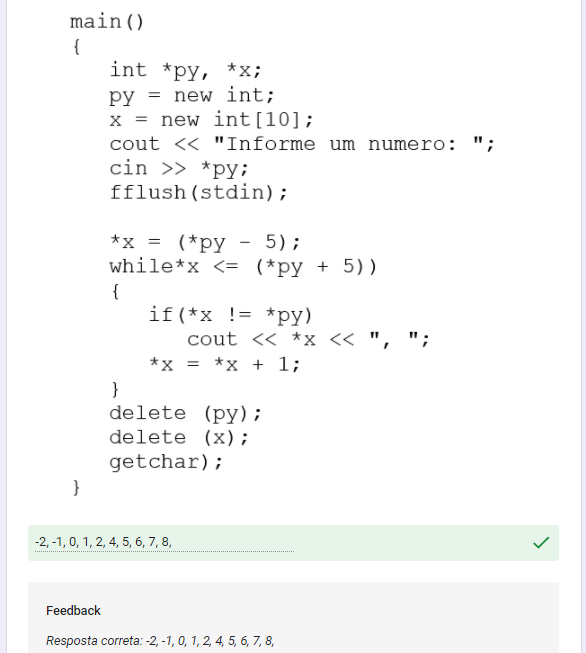 main()
{
int *py, *x;
py = new int;
x = new int[10];
cout << "Informe um numero: ";
cin >> *py;
fflush(stdin);
*x = (*py - 5);
while*x <= (*py + 5))
{
if(*x != *py)
cout << *x << ", ";
*x = *x + 1;
}
delete (py);
delete (x);
getchar);
}
-2, -1, 0, 1, 2, 4, 5, 6, 7, 8,
Feedback
Resposta correta: -2, -1, 0, 1, 2, 4, 5, 6, 7, 8,